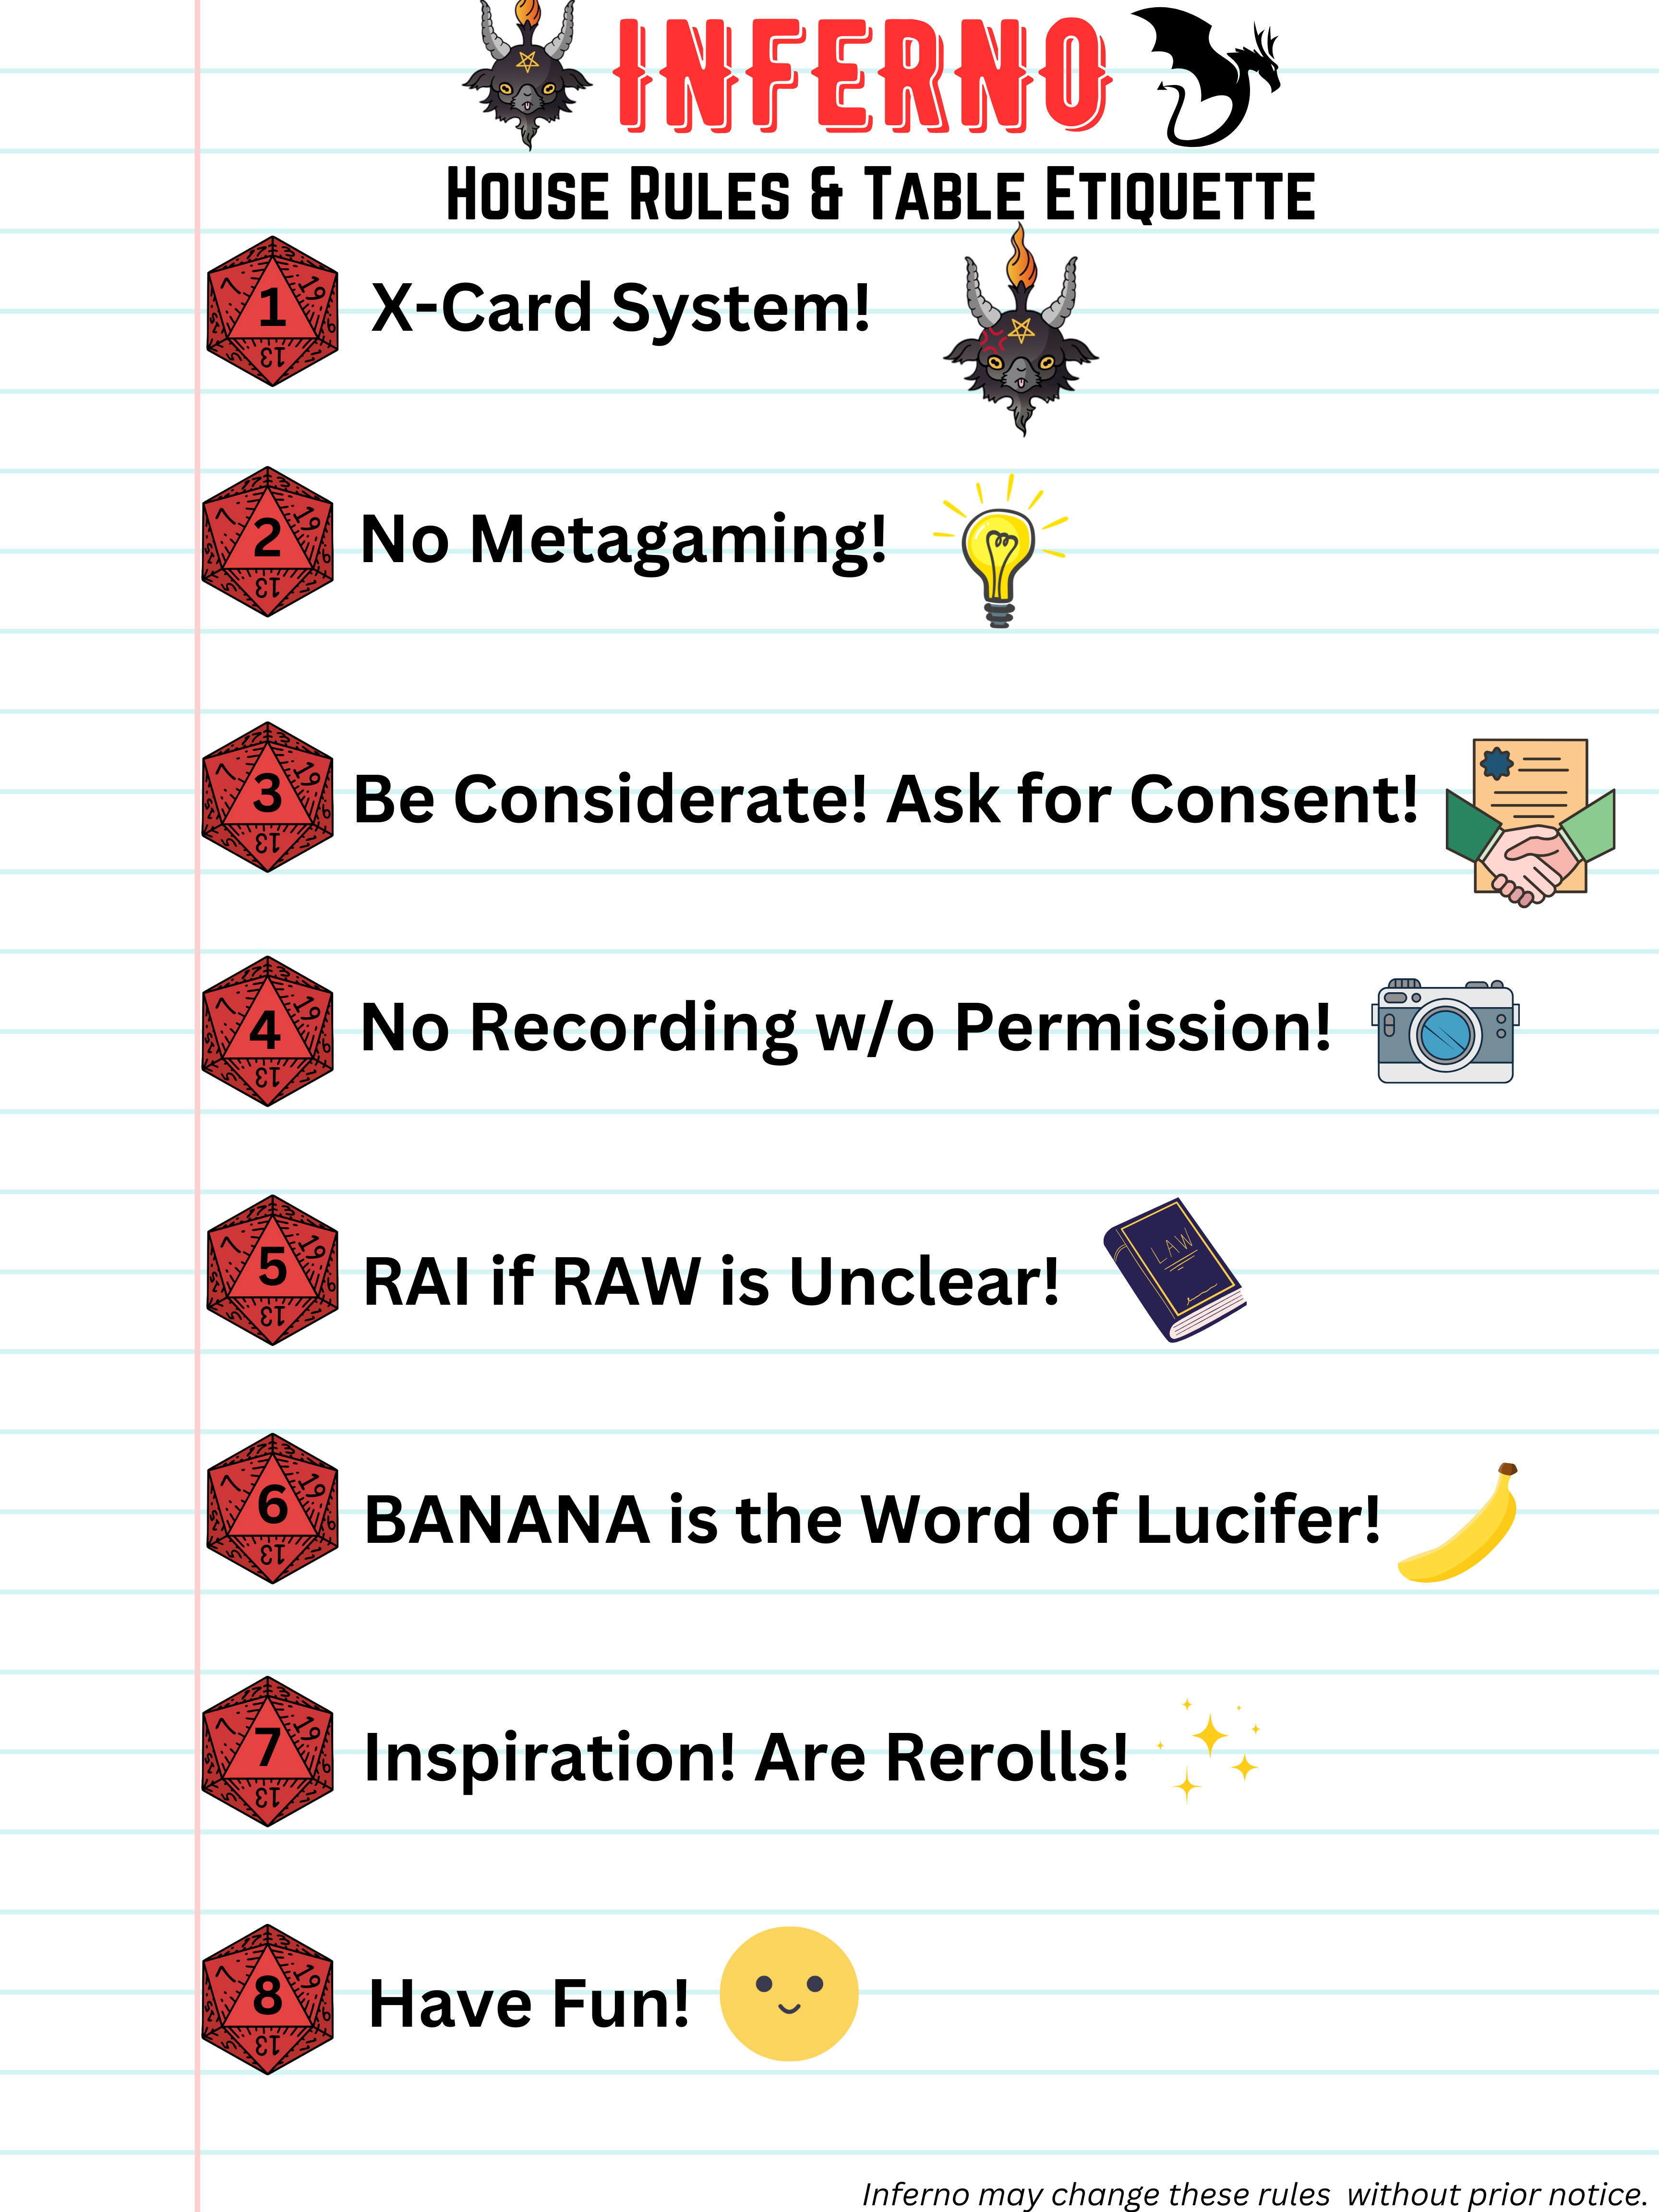 INFERNO
House Rules & Table Etiquette
1 X-Card System!
2 No Metagaming!
3 Be Considerate! Ask for Consent!
4 No Recording w/o Permission!
5 RAI if RAW is Unclear!
LAW
6 BANANA is the Word of Lucifer!
7 Inspiration! Are Rerolls!
8 Have Fun!
Inferno may change these rules without prior notice.